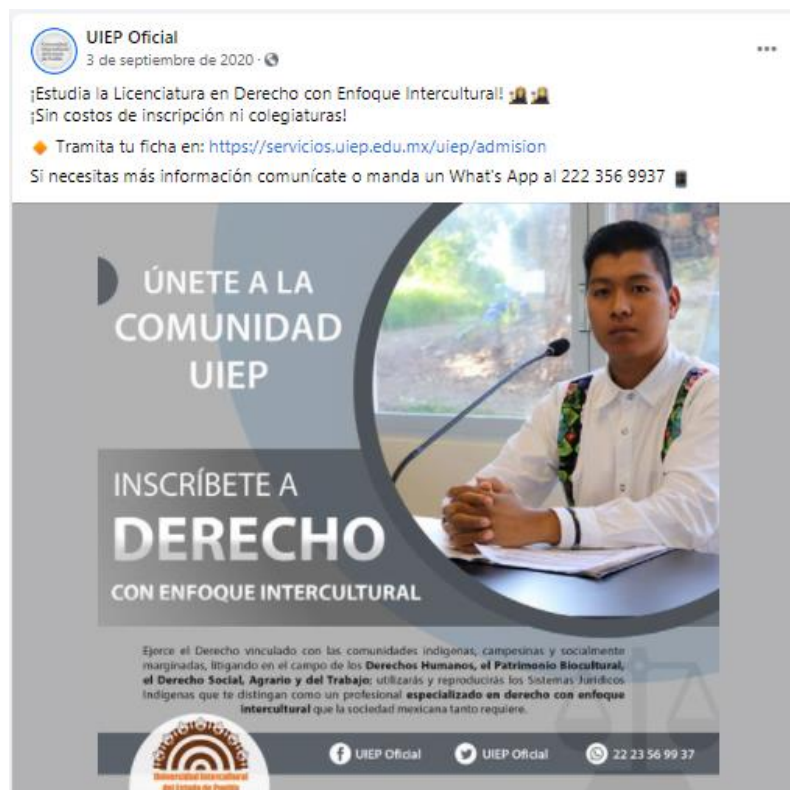 UIEP Oficial
3 de septiembre de 2020
¡Estudia la Licenciatura en Derecho con Enfoque Intercultural!
¡Sin costos de inscripción ni colegiaturas!
Tramita tu ficha en: https://servicios.uiep.edu.mx/uiep/admision
Si necesitas más información comunícate o manda un What's App al 222 356 9937
ÚNETE A LA
COMUNIDAD
UIEP
INSCRÍBETE A
DERECHO
CON ENFOQUE INTERCULTURAL
Ejerce el Derecho vinculado con las comunidades indígenas, campesinas y socialmente
marginadas, litigando en el campo de los Derechos Humanos, el Patrimonio Biocultural,
el Derecho Social, Agrario y del Trabajo; utilizarás y reproducirás los Sistemas Jurídicos
Indígenas que te distingan como un profesional especializado en derecho con enfoque
intercultural que la sociedad mexicana tanto requiere.
UIEP Oficial UIEP Oficial 22 23 56 99 37
Universidad Intercultural
del Estado de Puebla